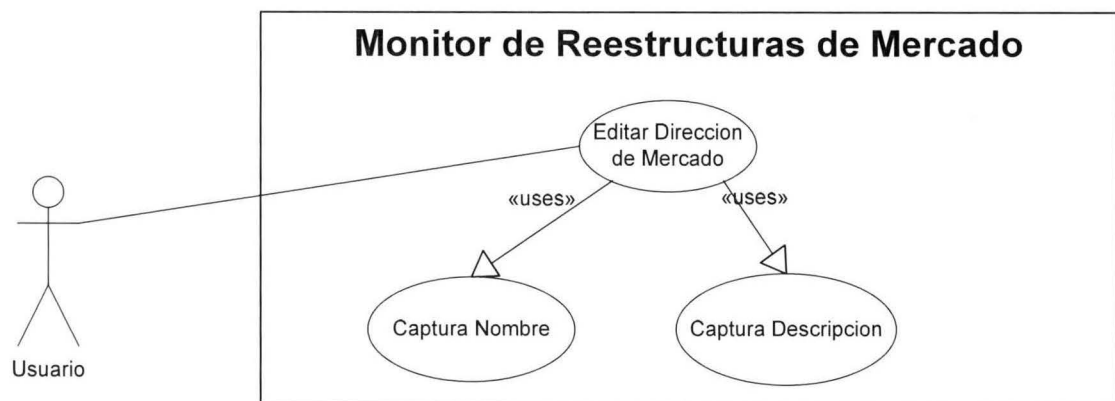 Monitor de Reestructuras de Mercado
Editar Direccion
de Mercado
«uses»
«uses»
Captura Nombre
Captura Descripcion
Usuario